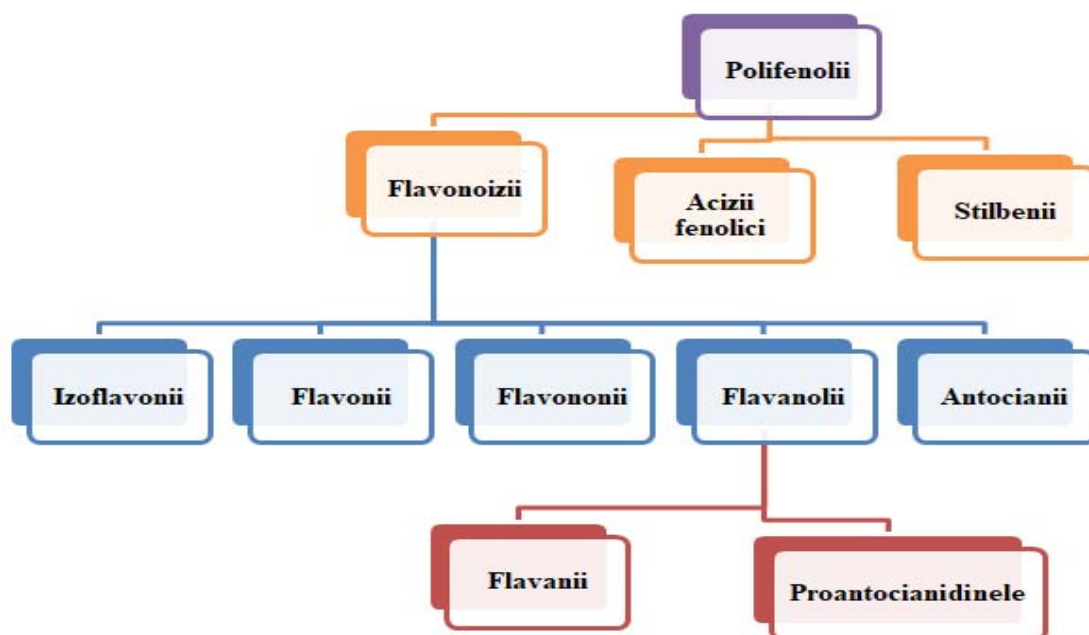 Polifenolii
Flavonoizii
Acizii
fenolici
Stilbenii
Izoflavonii
Flavonii
Flavononii
Flavanolii
Antocianii
Flavanii
Proantocianidinele